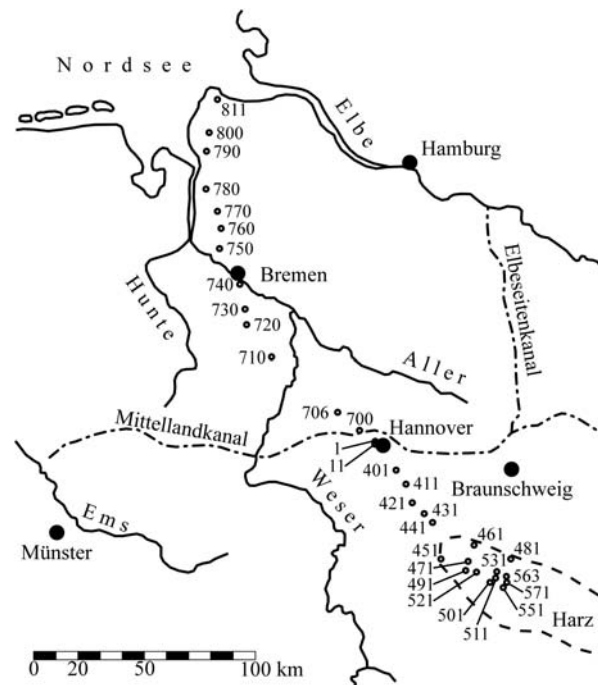 Nordsee
811
Elbe
800
Hamburg
790
780
770
760
750
Elbeseitenkanal
Bremen
740
Hunte
730
720
710
Aller
706
700
Mittellandkanal
Hannover
1
11
401
Braunschweig
411
Weser
421
431
Ems
441
461
Münster
451
531
481
471
563
491
571
521
551
501
Harz
511
0 10 20 50 100 km